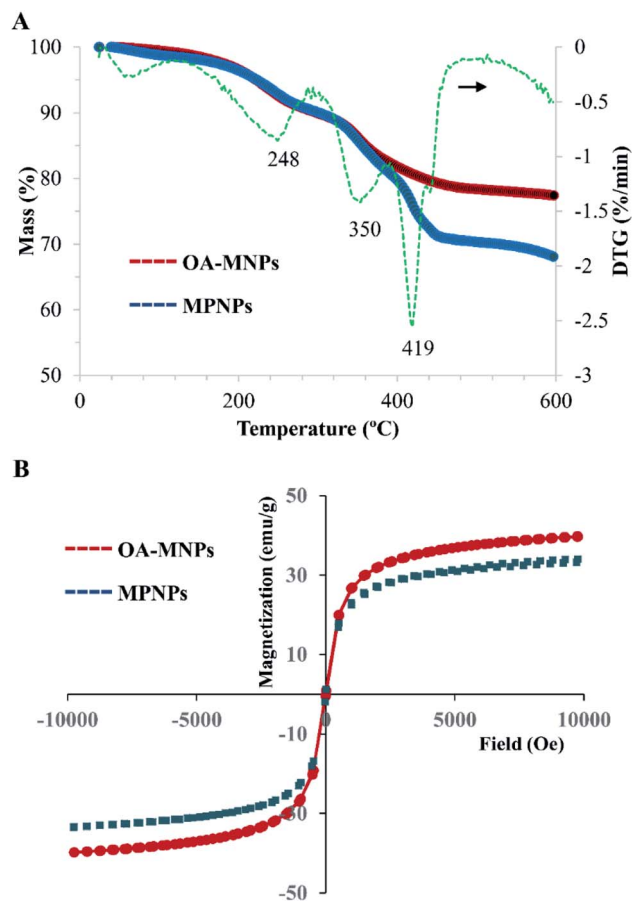 A
100
90
80
70
60
50
Mass (%)
0
-0.5
-1
-1.5
-2
-2.5
-3
DTG (%/min)
248
350
419
OA-MNPs
MPNPs
0
200
400
600
Temperature (ºC)
B
50
30
10
-10
-30
-50
Magnetization (emu/g)
OA-MNPs
MPNPs
-10000
-5000
0
5000
10000
Field (Oe)